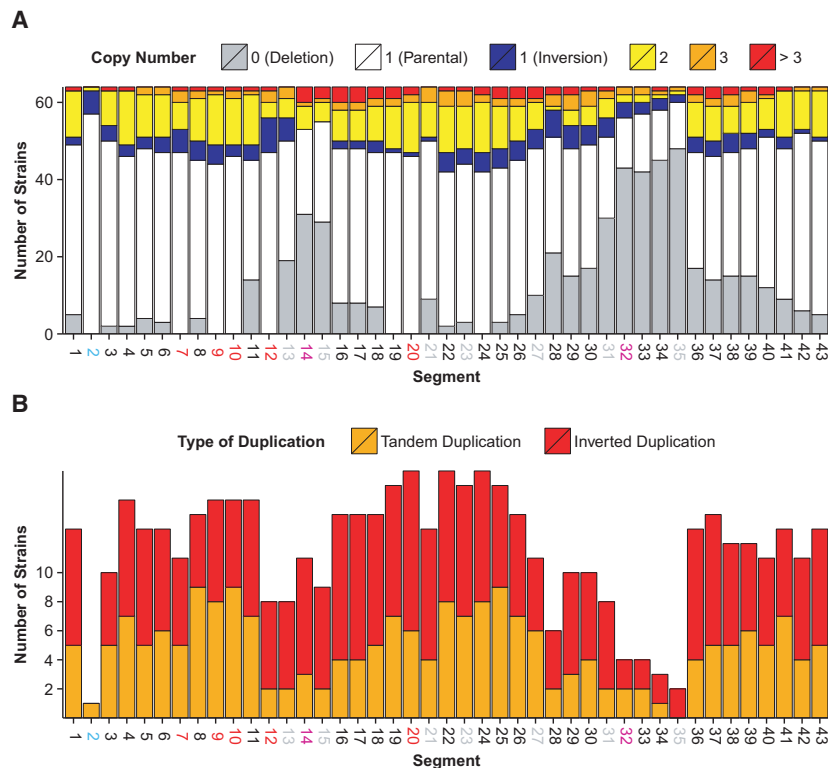 A
Copy Number 0 (Deletion) 1 (Parental) 1 (Inversion) 2 3 > 3
60
40
20
0
Number of Strains
1 2 3 4 5 6 7 8 9 10 11 12 13 14 15 16 17 18 19 20 21 22 23 24 25 26 27 28 29 30 31 32 33 34 35 36 37 38 39 40 41 42 43
Segment
B
Type of Duplication Tandem Duplication Inverted Duplication
10
8
6
4
2
Number of Strains
1 2 3 4 5 6 7 8 9 10 11 12 13 14 15 16 17 18 19 20 21 22 23 24 25 26 27 28 29 30 31 32 33 34 35 36 37 38 39 40 41 42 43
Segment